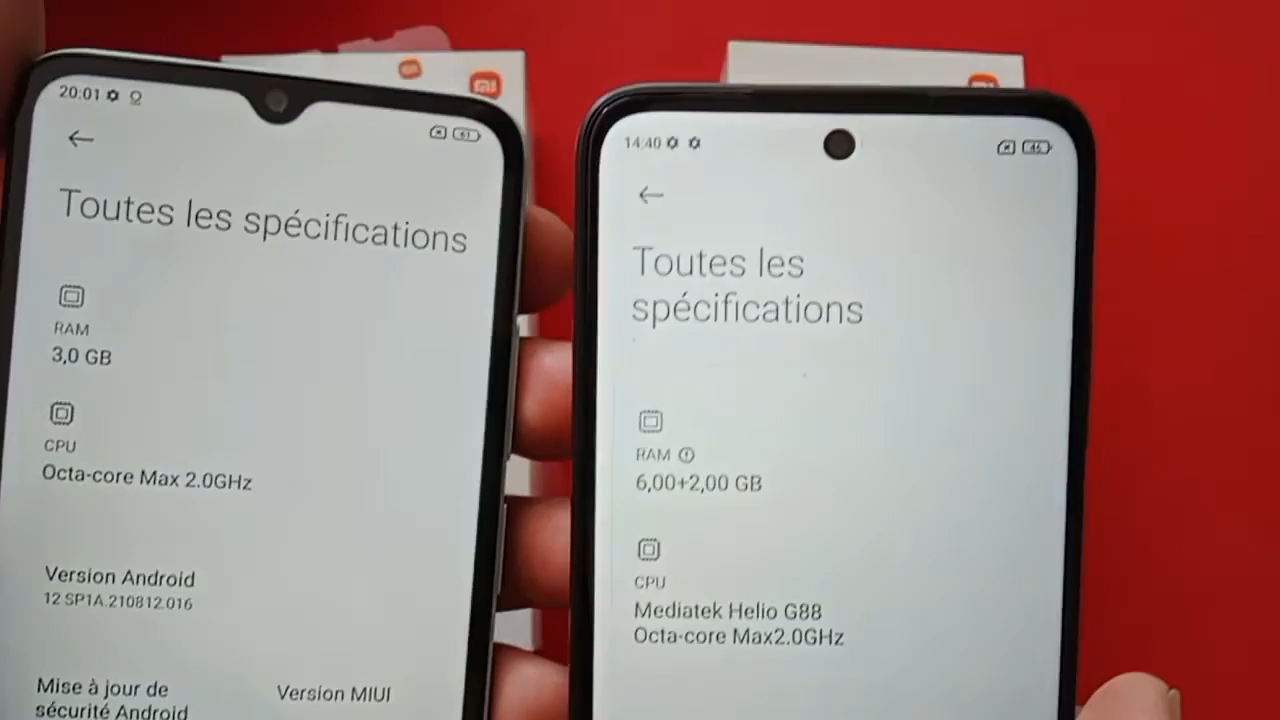 20:01
61
Toutes les spécifications
RAM
3,0 GB
CPU
Octa-core Max 2.0GHz
Version Android
12 SP1A.210812.016
Mise à jour de
sécurité Android
Version MIUI
14:40
45
Toutes les
spécifications
RAM
6,00+2,00 GB
CPU
Mediatek Helio G88
Octa-core Max2.0GHz